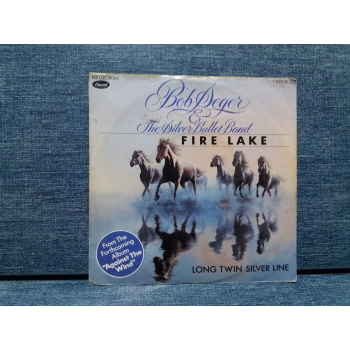 Capitol
Bob Seger
&
The Silver Bullet Band
FIRE LAKE
From The
Forthcoming
Album
"Against The
Wind"
LONG TWIN SILVER LINE